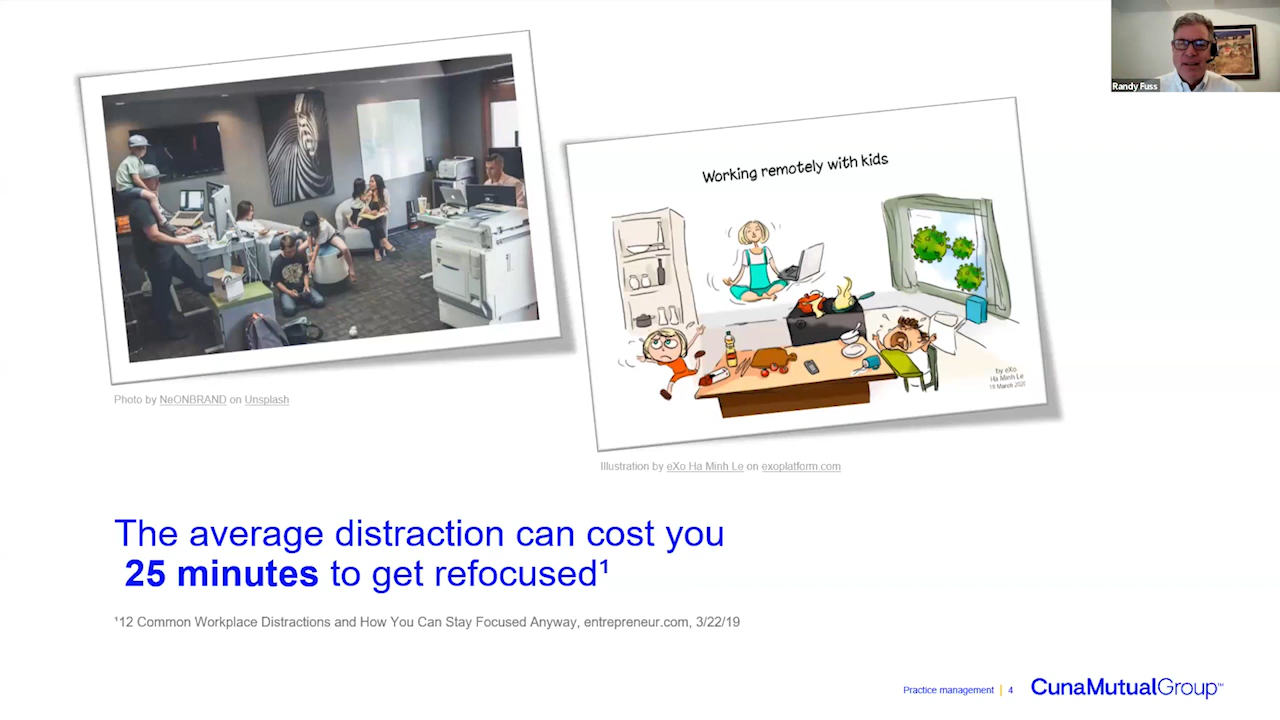 Randy Fuss
Working remotely with kids
by eXo
Ha Minh Le
19 March 2020
Photo by NeONBRAND on Unsplash
Illustration by eXo Ha Minh Le on exoplatform.com
The average distraction can cost you
25 minutes to get refocused¹
¹12 Common Workplace Distractions and How You Can Stay Focused Anyway, entrepreneur.com, 3/22/19
Practice management | 4
CunaMutualGroup™